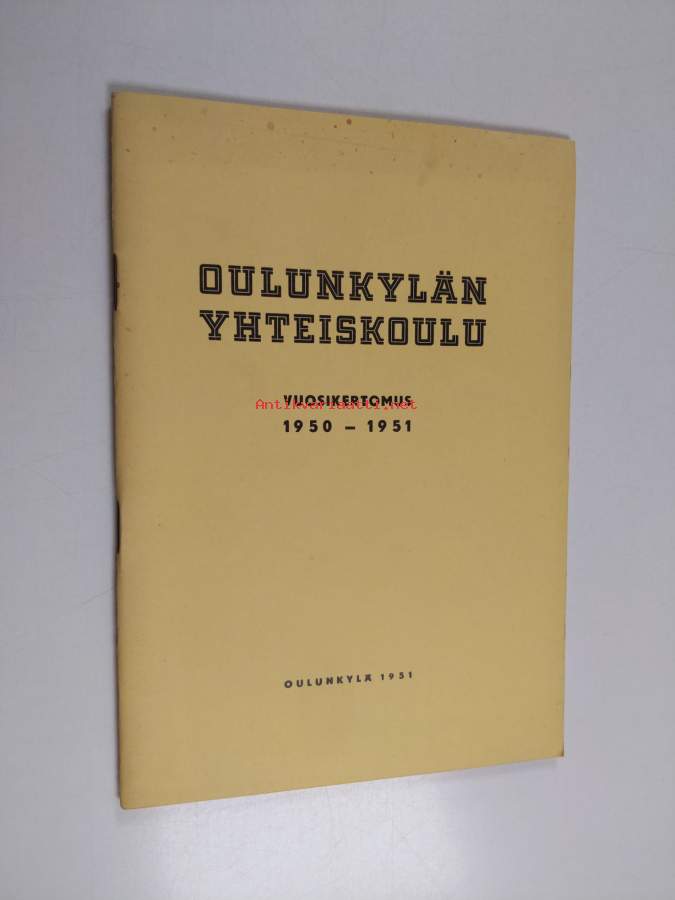 OULUNKYLÄN
YHTEISKOULU
VUOSIKERTOMUS
Antikvariaatti.net
1950 – 1951
OULUNKYLÄ 1951